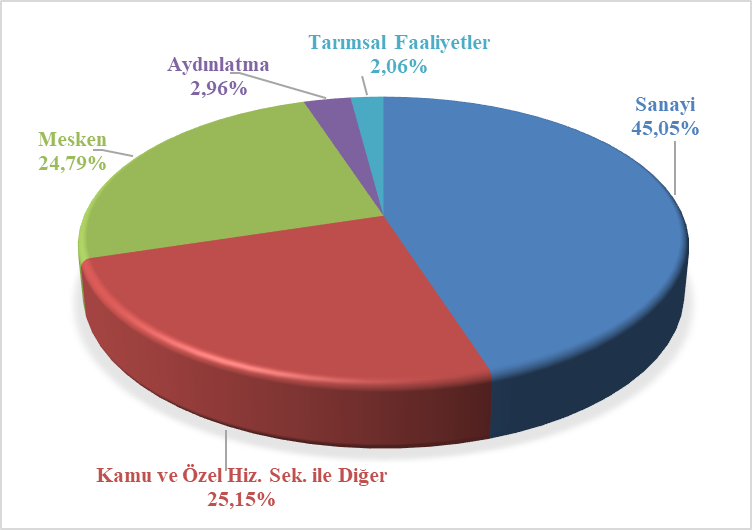 Tarımsal Faaliyetler
2,06%
Aydınlatma
2,96%
Sanayi
45,05%
Mesken
24,79%
Kamu ve Özel Hiz. Sek. ile Diğer
25,15%